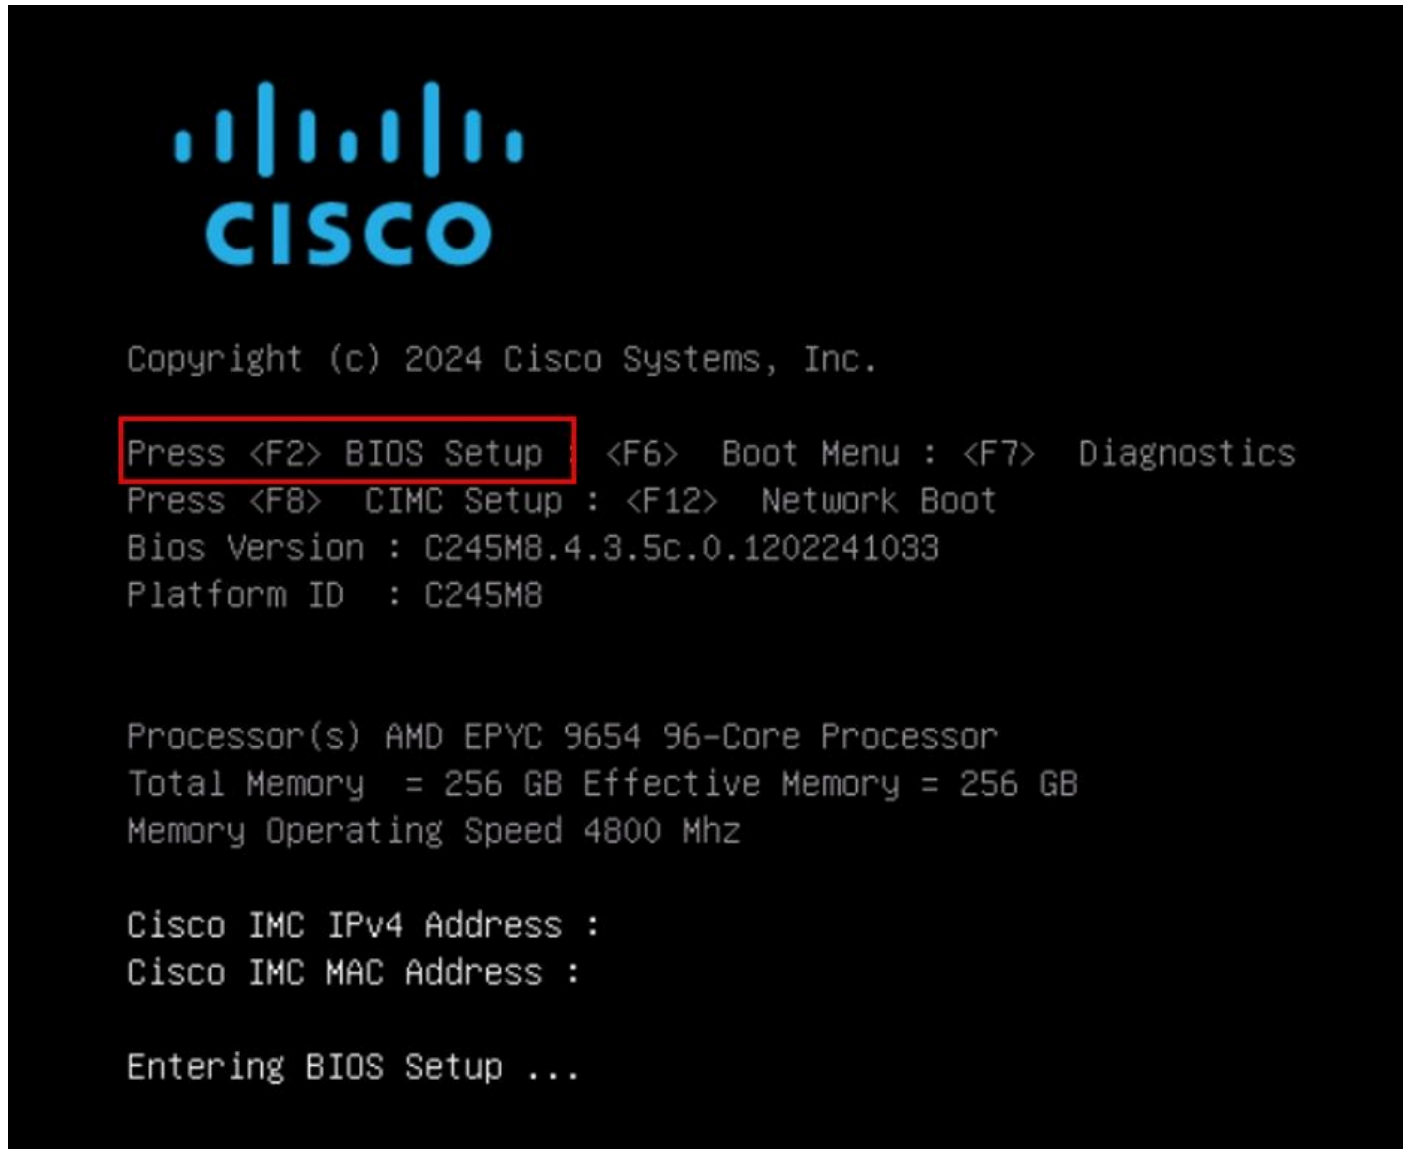 CISCO
Copyright (c) 2024 Cisco Systems, Inc.
Press <F2> BIOS Setup : <F6> Boot Menu : <F7> Diagnostics
Press <F8> CIMC Setup : <F12> Network Boot
Bios Version : C245M8.4.3.5c.0.1202241033
Platform ID : C245M8
Processor(s) AMD EPYC 9654 96-Core Processor
Total Memory = 256 GB Effective Memory = 256 GB
Memory Operating Speed 4800 Mhz
Cisco IMC IPv4 Address :
Cisco IMC MAC Address :
Entering BIOS Setup ...